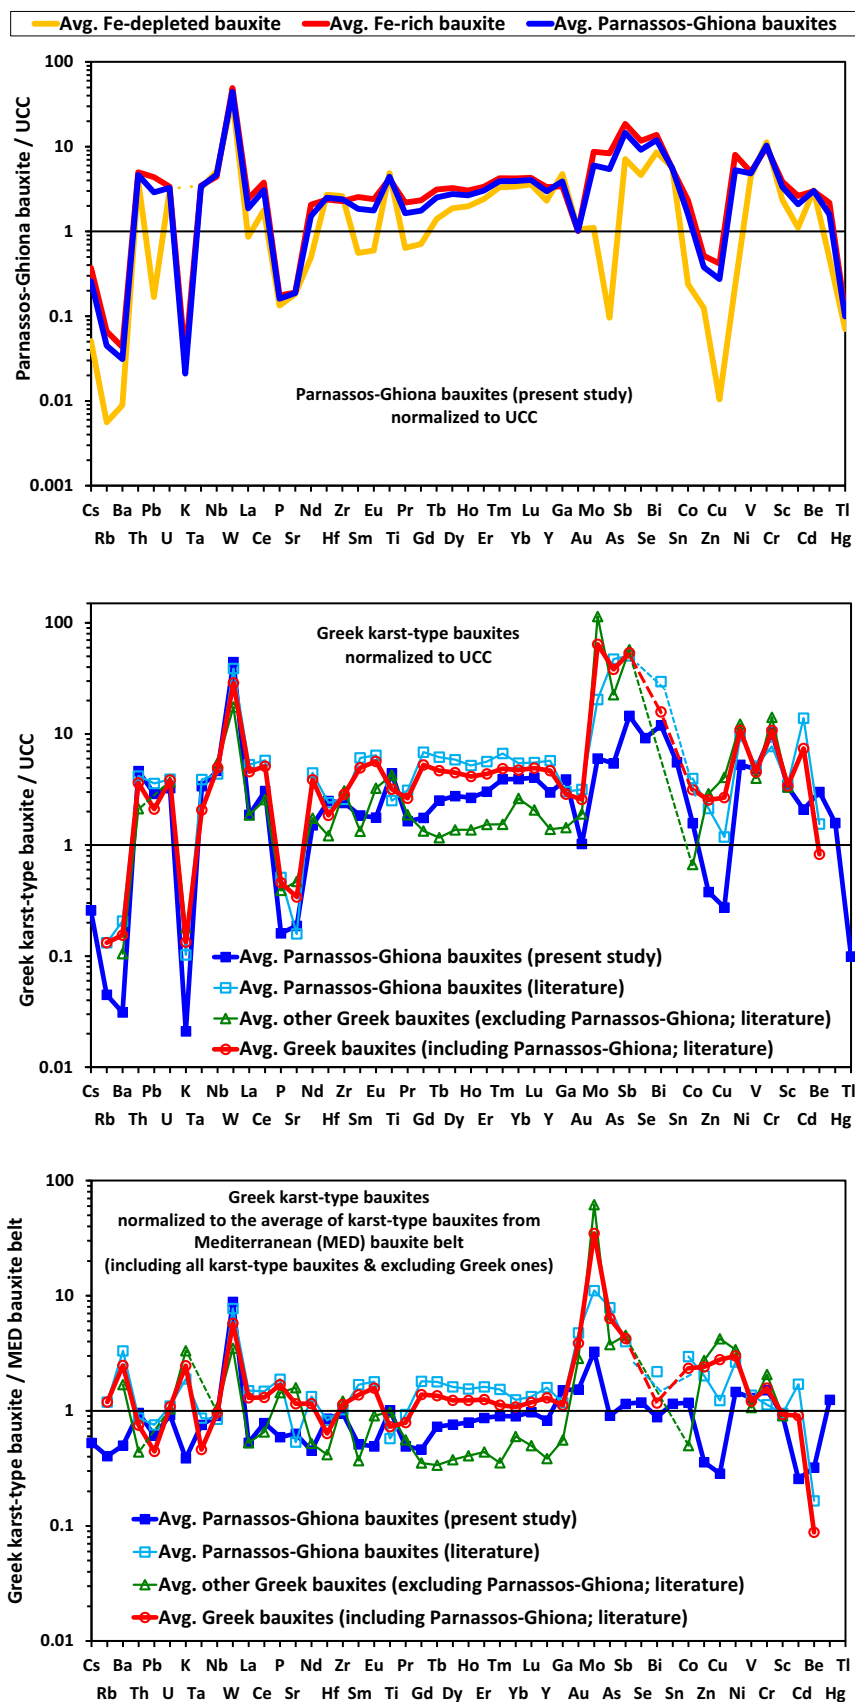 Avg. Fe-depleted bauxite Avg. Fe-rich bauxite Avg. Parnassos-Ghiona bauxites
Parnassos-Ghiona bauxite / UCC
100
10
1
0.1
0.01
0.001
Parnassos-Ghiona bauxites (present study)
normalized to UCC
Cs Ba Pb K Nb La P Nd Zr Eu Pr Tb Ho Tm Lu Ga Mo Sb Bi Co Cu V Sc Be Tl
Rb Th U Ta W Ce Sr Hf Sm Ti Gd Dy Er Yb Y Au As Se Sn Zn Ni Cr Cd Hg
Greek karst-type bauxite / UCC
100
10
1
0.1
0.01
Greek karst-type bauxites
normalized to UCC
Avg. Parnassos-Ghiona bauxites (present study)
Avg. Parnassos-Ghiona bauxites (literature)
Avg. other Greek bauxites (excluding Parnassos-Ghiona; literature)
Avg. Greek bauxites (including Parnassos-Ghiona; literature)
Cs Ba Pb K Nb La P Nd Zr Eu Pr Tb Ho Tm Lu Ga Mo Sb Bi Co Cu V Sc Be Tl
Rb Th U Ta W Ce Sr Hf Sm Ti Gd Dy Er Yb Y Au As Se Sn Zn Ni Cr Cd Hg
Greek karst-type bauxite / MED bauxite belt
100
10
1
0.1
0.01
Greek karst-type bauxites
normalized to the average of karst-type bauxites from
Mediterranean (MED) bauxite belt
(including all karst-type bauxites & excluding Greek ones)
Avg. Parnassos-Ghiona bauxites (present study)
Avg. Parnassos-Ghiona bauxites (literature)
Avg. other Greek bauxites (excluding Parnassos-Ghiona; literature)
Avg. Greek bauxites (including Parnassos-Ghiona; literature)
Cs Ba Pb K Nb La P Nd Zr Eu Pr Tb Ho Tm Lu Ga Mo Sb Bi Co Cu V Sc Be Tl
Rb Th U Ta W Ce Sr Hf Sm Ti Gd Dy Er Yb Y Au As Se Sn Zn Ni Cr Cd Hg